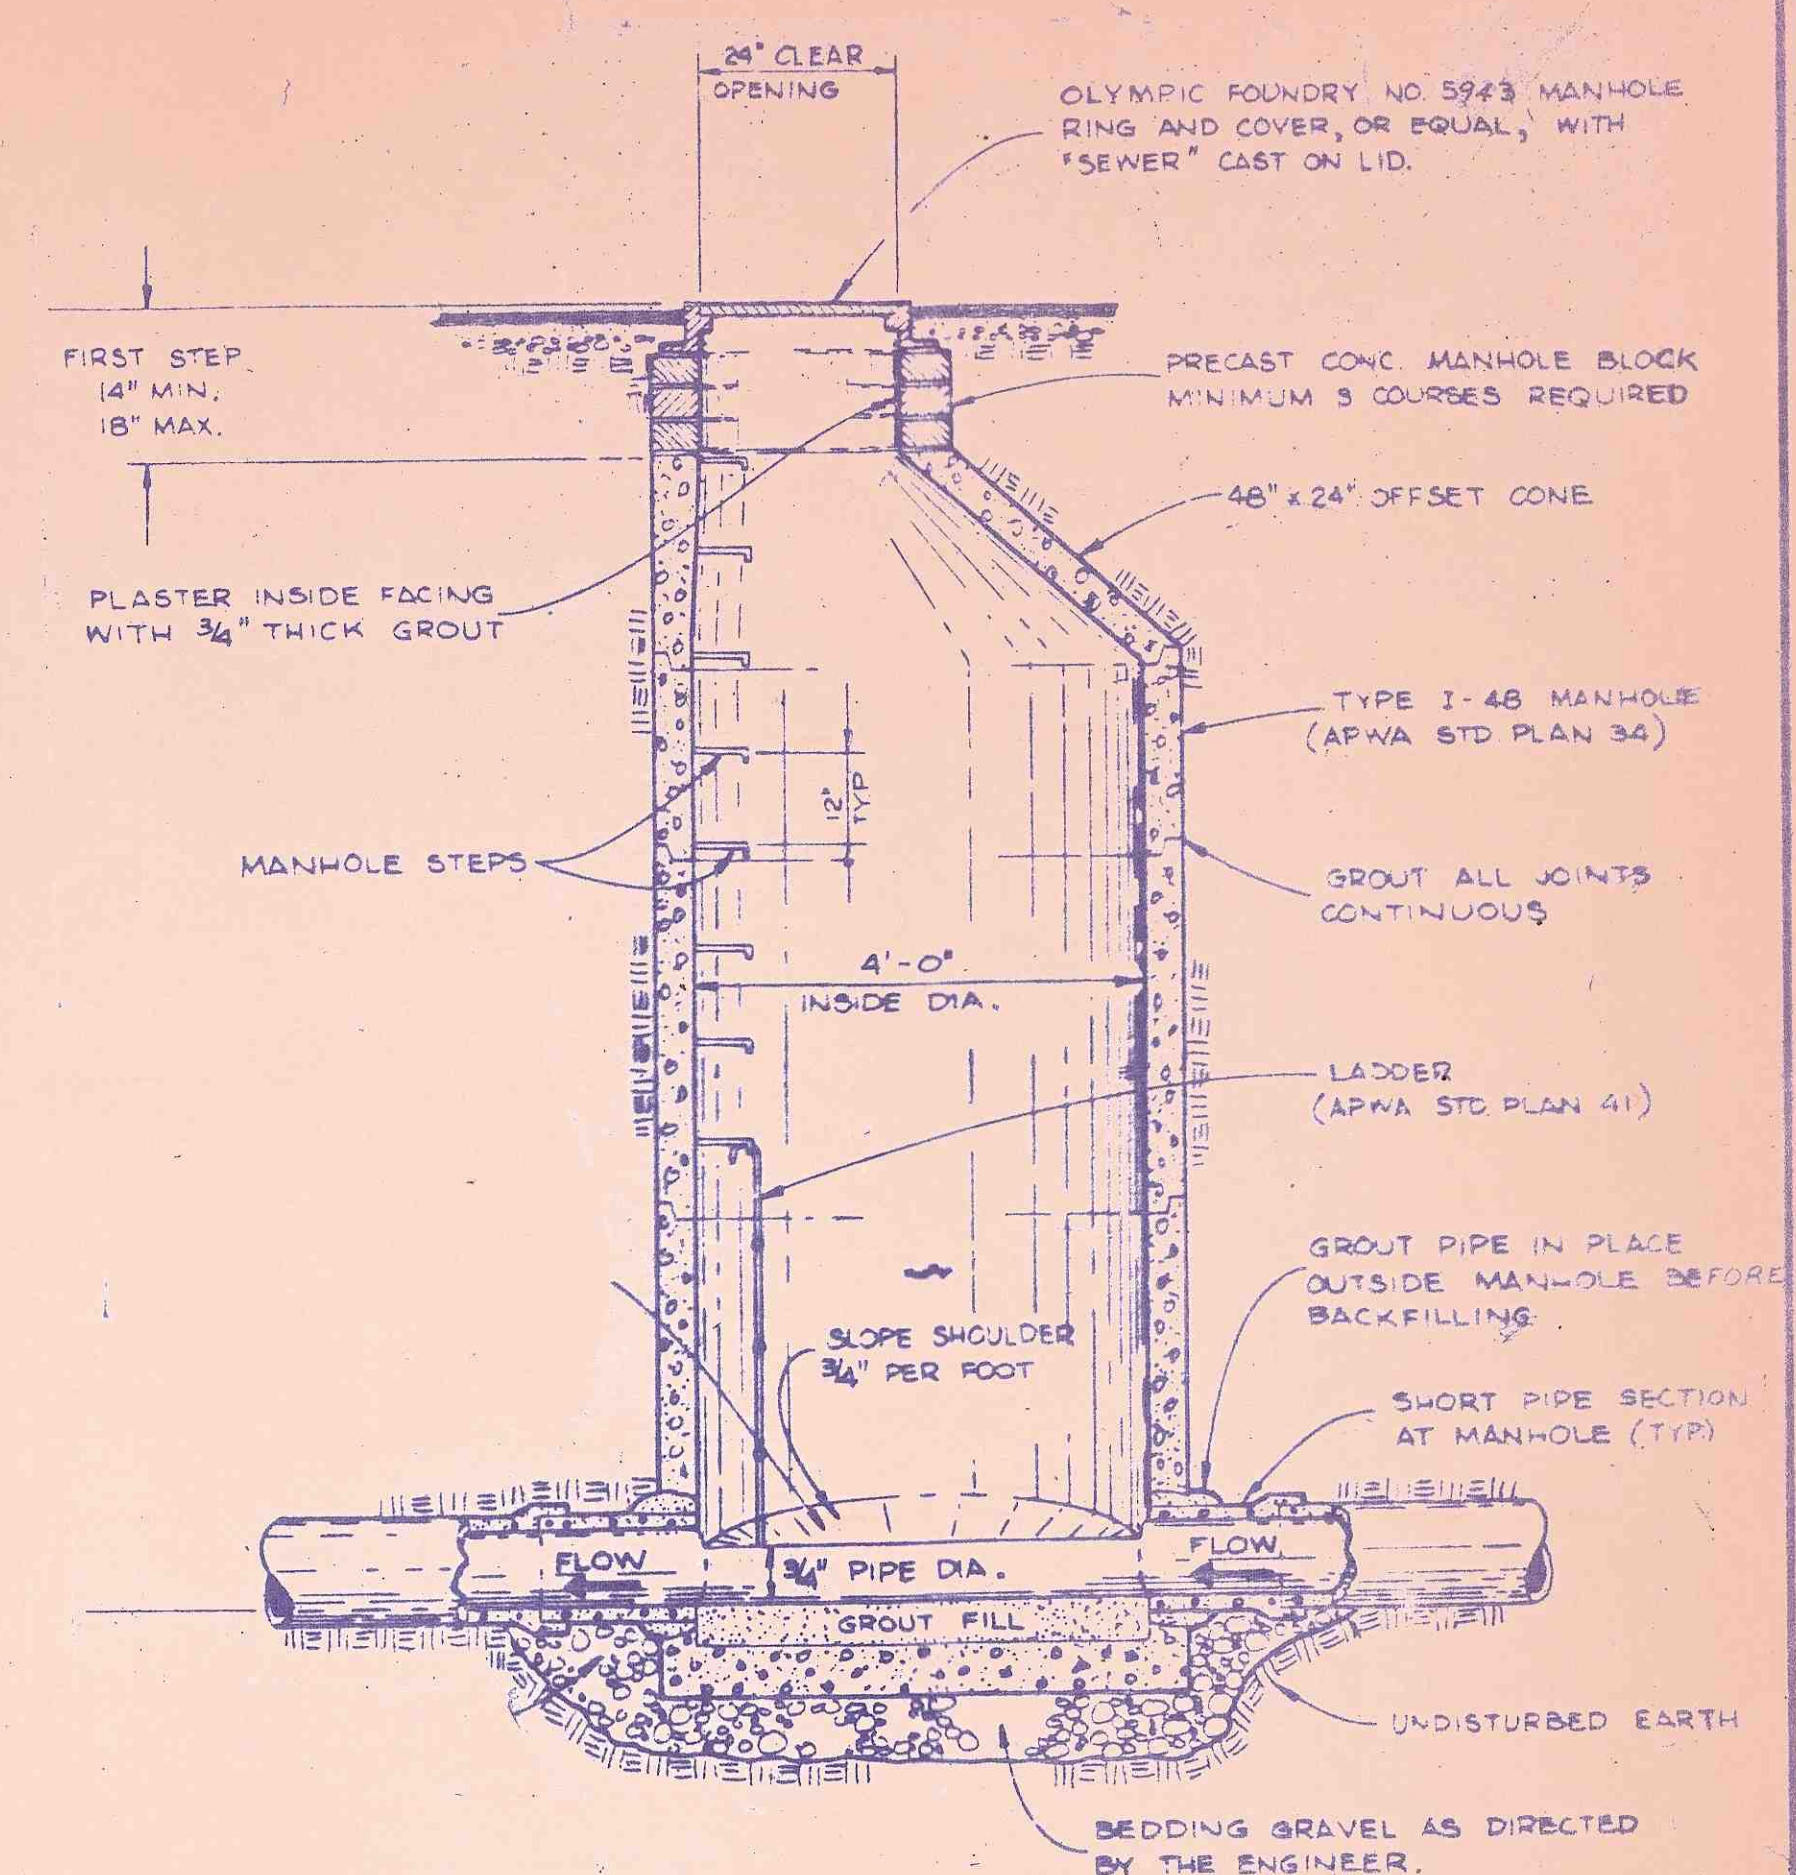 24" CLEAR
OPENING
OLYMPIC FOUNDRY NO. 5943 MANHOLE
RING AND COVER, OR EQUAL, WITH
"SEWER" CAST ON LID.
FIRST STEP
14" MIN.
18" MAX.
PRECAST CONC. MANHOLE BLOCK
MINIMUM 3 COURSES REQUIRED
48" x 24" OFFSET CONE
PLASTER INSIDE FACING
WITH 3/4" THICK GROUT
TYPE I-48 MANHOLE
(APWA STD. PLAN 34)
12"
TYP
MANHOLE STEPS
GROUT ALL JOINTS
CONTINUOUS
4'-0"
INSIDE DIA.
LADDER
(APWA STD. PLAN 41)
GROUT PIPE IN PLACE
OUTSIDE MANHOLE BEFORE
BACKFILLING
SLOPE SHOULDER
3/4" PER FOOT
SHORT PIPE SECTION
AT MANHOLE (TYP.)
FLOW
3/4" PIPE DIA.
FLOW
GROUT FILL
UNDISTURBED EARTH
BEDDING GRAVEL AS DIRECTED
BY THE ENGINEER.